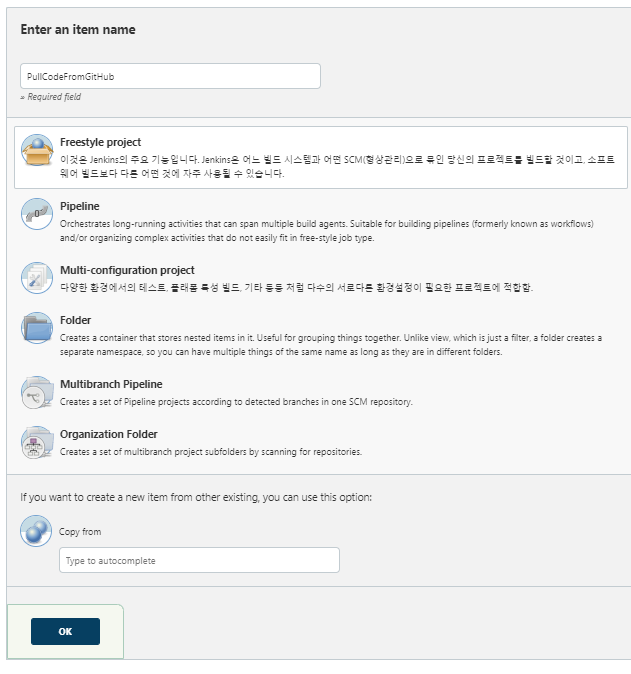 Enter an item name
PullCodeFromGitHub
» Required field
Freestyle project
이것은 Jenkins의 주요 기능입니다. Jenkins은 어느 빌드 시스템과 어떤 SCM(형상관리)으로 묶인 당신의 프로젝트를 빌드할 것이고, 소프트
웨어 빌드보다 다른 어떤 것에 자주 사용될 수 있습니다.
Pipeline
Orchestrates long-running activities that can span multiple build agents. Suitable for building pipelines (formerly known as workflows)
and/or organizing complex activities that do not easily fit in free-style job type.
Multi-configuration project
다양한 환경에서의 테스트, 플래폼 특성 빌드, 기타 등등 처럼 다수의 서로다른 환경설정이 필요한 프로젝트에 적합함.
Folder
Creates a container that stores nested items in it. Useful for grouping things together. Unlike view, which is just a filter, a folder creates a
separate namespace, so you can have multiple things of the same name as long as they are in different folders.
Multibranch Pipeline
Creates a set of Pipeline projects according to detected branches in one SCM repository.
Organization Folder
Creates a set of multibranch project subfolders by scanning for repositories.
If you want to create a new item from other existing, you can use this option:
Copy from
Type to autocomplete
OK